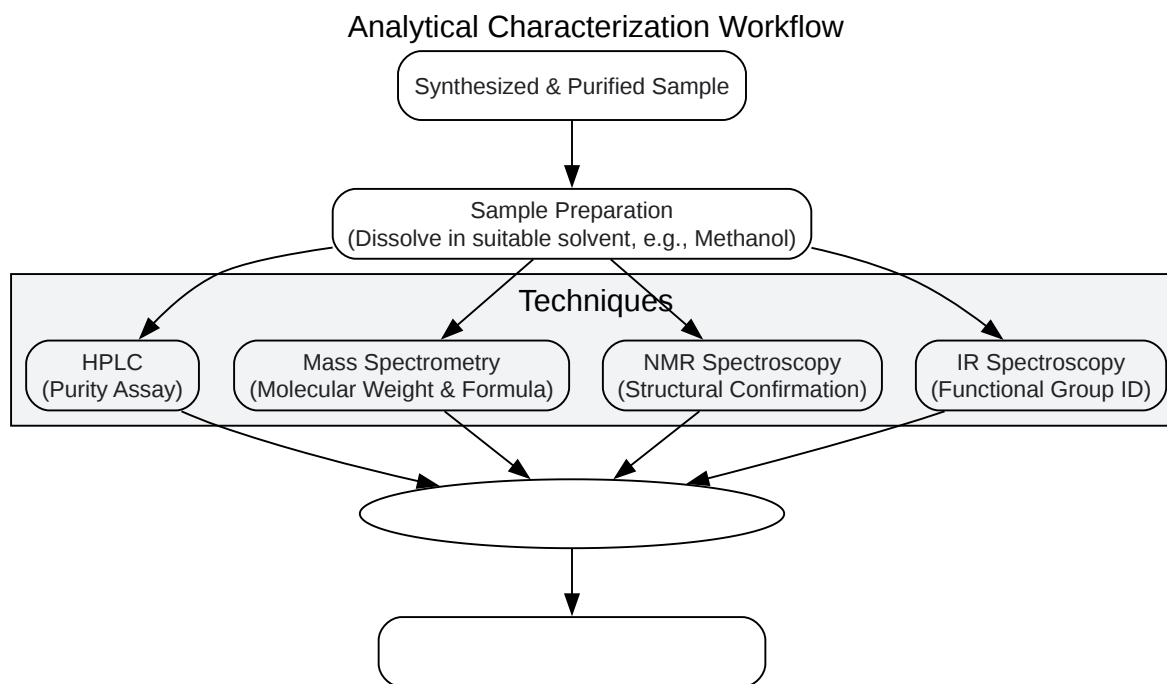 Analytical Characterization Workflow
Synthesized & Purified Sample
Sample Preparation
(Dissolve in suitable solvent, e.g., Methanol)
Techniques
HPLC
(Purity Assay)
Mass Spectrometry
(Molecular Weight & Formula)
NMR Spectroscopy
(Structural Confirmation)
IR Spectroscopy
(Functional Group ID)